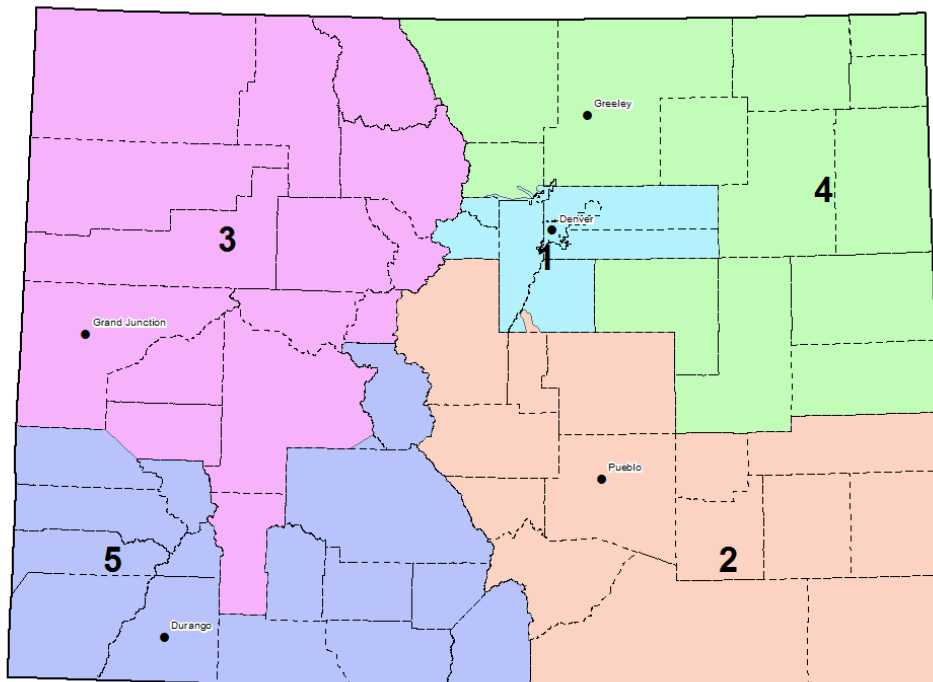 Greeley
4
3
Denver
1
Grand Junction
Pueblo
5
2
Durango